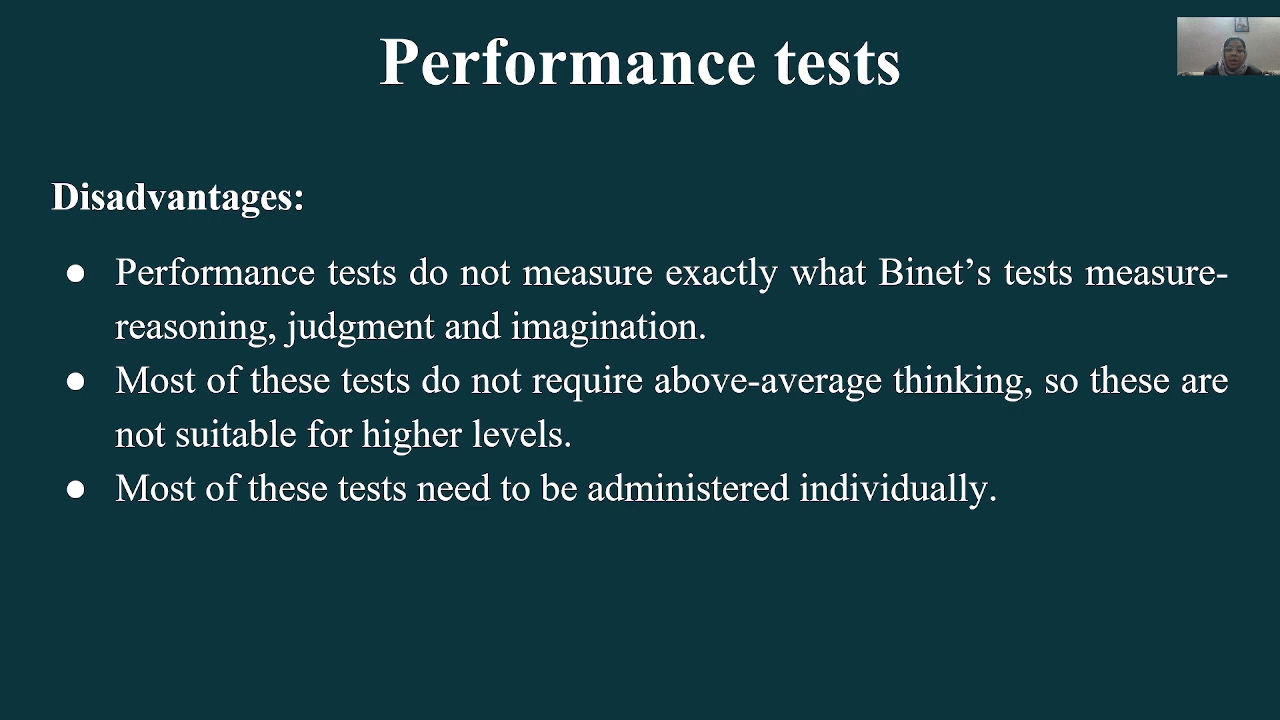 Performance tests
Disadvantages:
● Performance tests do not measure exactly what Binet’s tests measure-
reasoning, judgment and imagination.
● Most of these tests do not require above-average thinking, so these are
not suitable for higher levels.
● Most of these tests need to be administered individually.